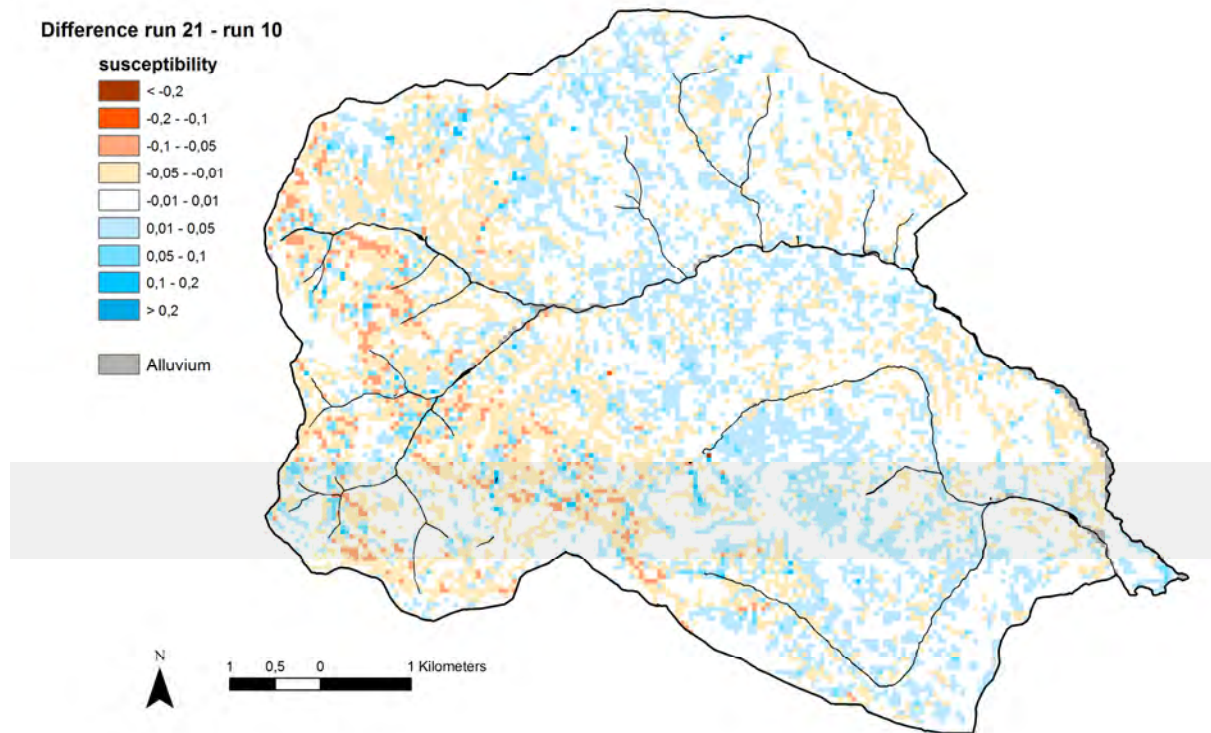 Difference run 21 - run 10
susceptibility
< -0,2
-0,2 - -0,1
-0,1 - -0,05
-0,05 - -0,01
-0,01 - 0,01
0,01 - 0,05
0,05 - 0,1
0,1 - 0,2
> 0,2
Alluvium
N
1 0,5 0 1 Kilometers